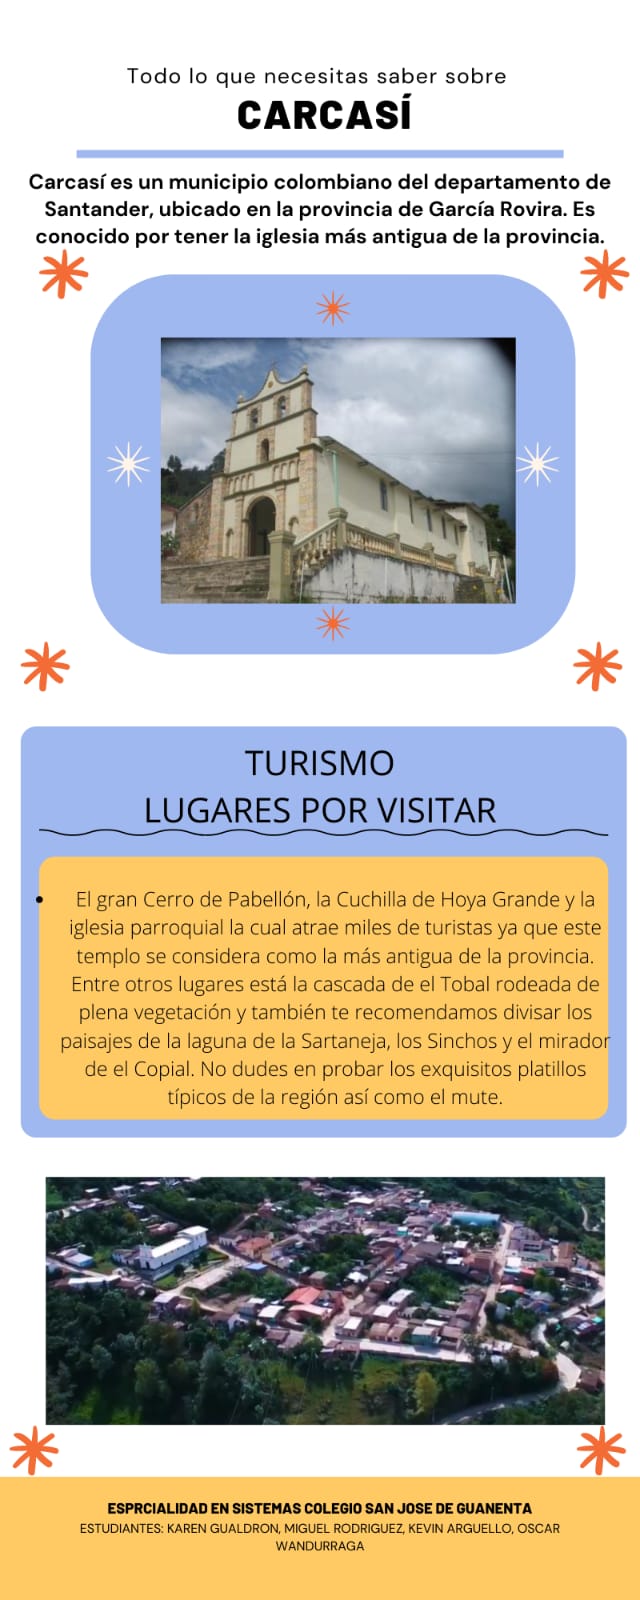 Todo lo que necesitas saber sobre
CARCASÍ
Carcasí es un municipio colombiano del departamento de
Santander, ubicado en la provincia de García Rovira. Es
conocido por tener la iglesia más antigua de la provincia.
TURISMO
LUGARES POR VISITAR
• El gran Cerro de Pabellón, la Cuchilla de Hoya Grande y la
iglesia parroquial la cual atrae miles de turistas ya que este
templo se considera como la más antigua de la provincia.
Entre otros lugares está la cascada de el Tobal rodeada de
plena vegetación y también te recomendamos divisar los
paisajes de la laguna de la Sartaneja, los Sinchos y el mirador
de el Copial. No dudes en probar los exquisitos platillos
típicos de la región así como el mute.
ESPRCIALIDAD EN SISTEMAS COLEGIO SAN JOSE DE GUANENTA
ESTUDIANTES: KAREN GUALDRON, MIGUEL RODRIGUEZ, KEVIN ARGUELLO, OSCAR
WANDURRAGA